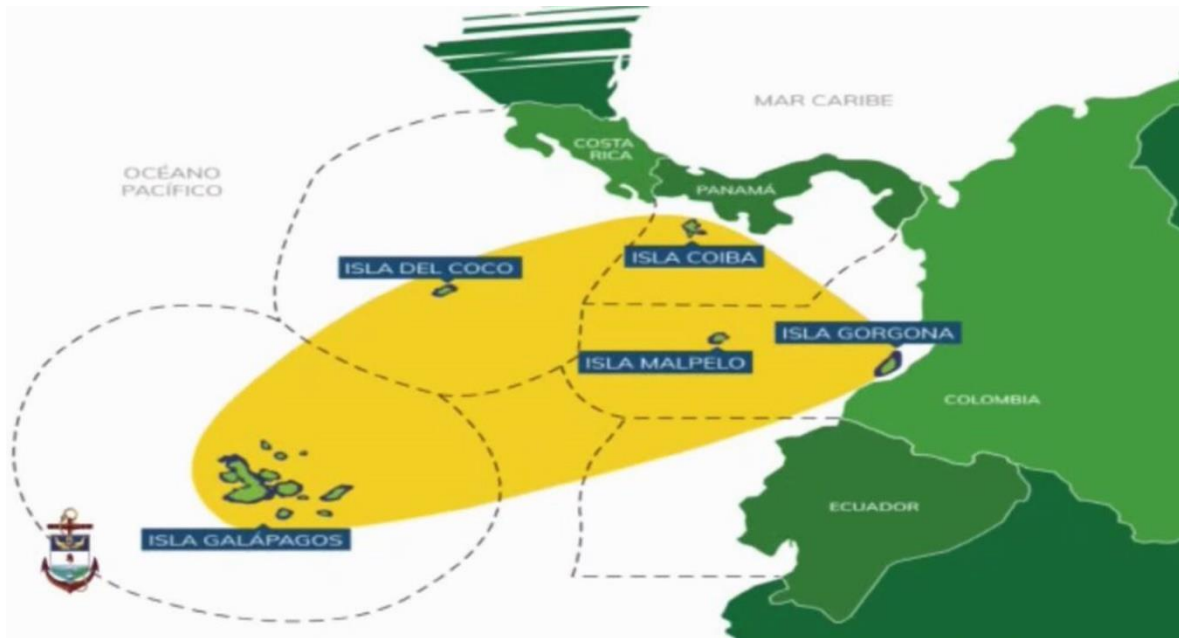 MAR CARIBE
COSTA
RICA
OCÉANO
PACÍFICO
PANAMÁ
ISLA COIBA
ISLA DEL COCO
ISLA GORGONA
ISLA MALPELO
COLOMBIA
ECUADOR
ISLA GALÁPAGOS